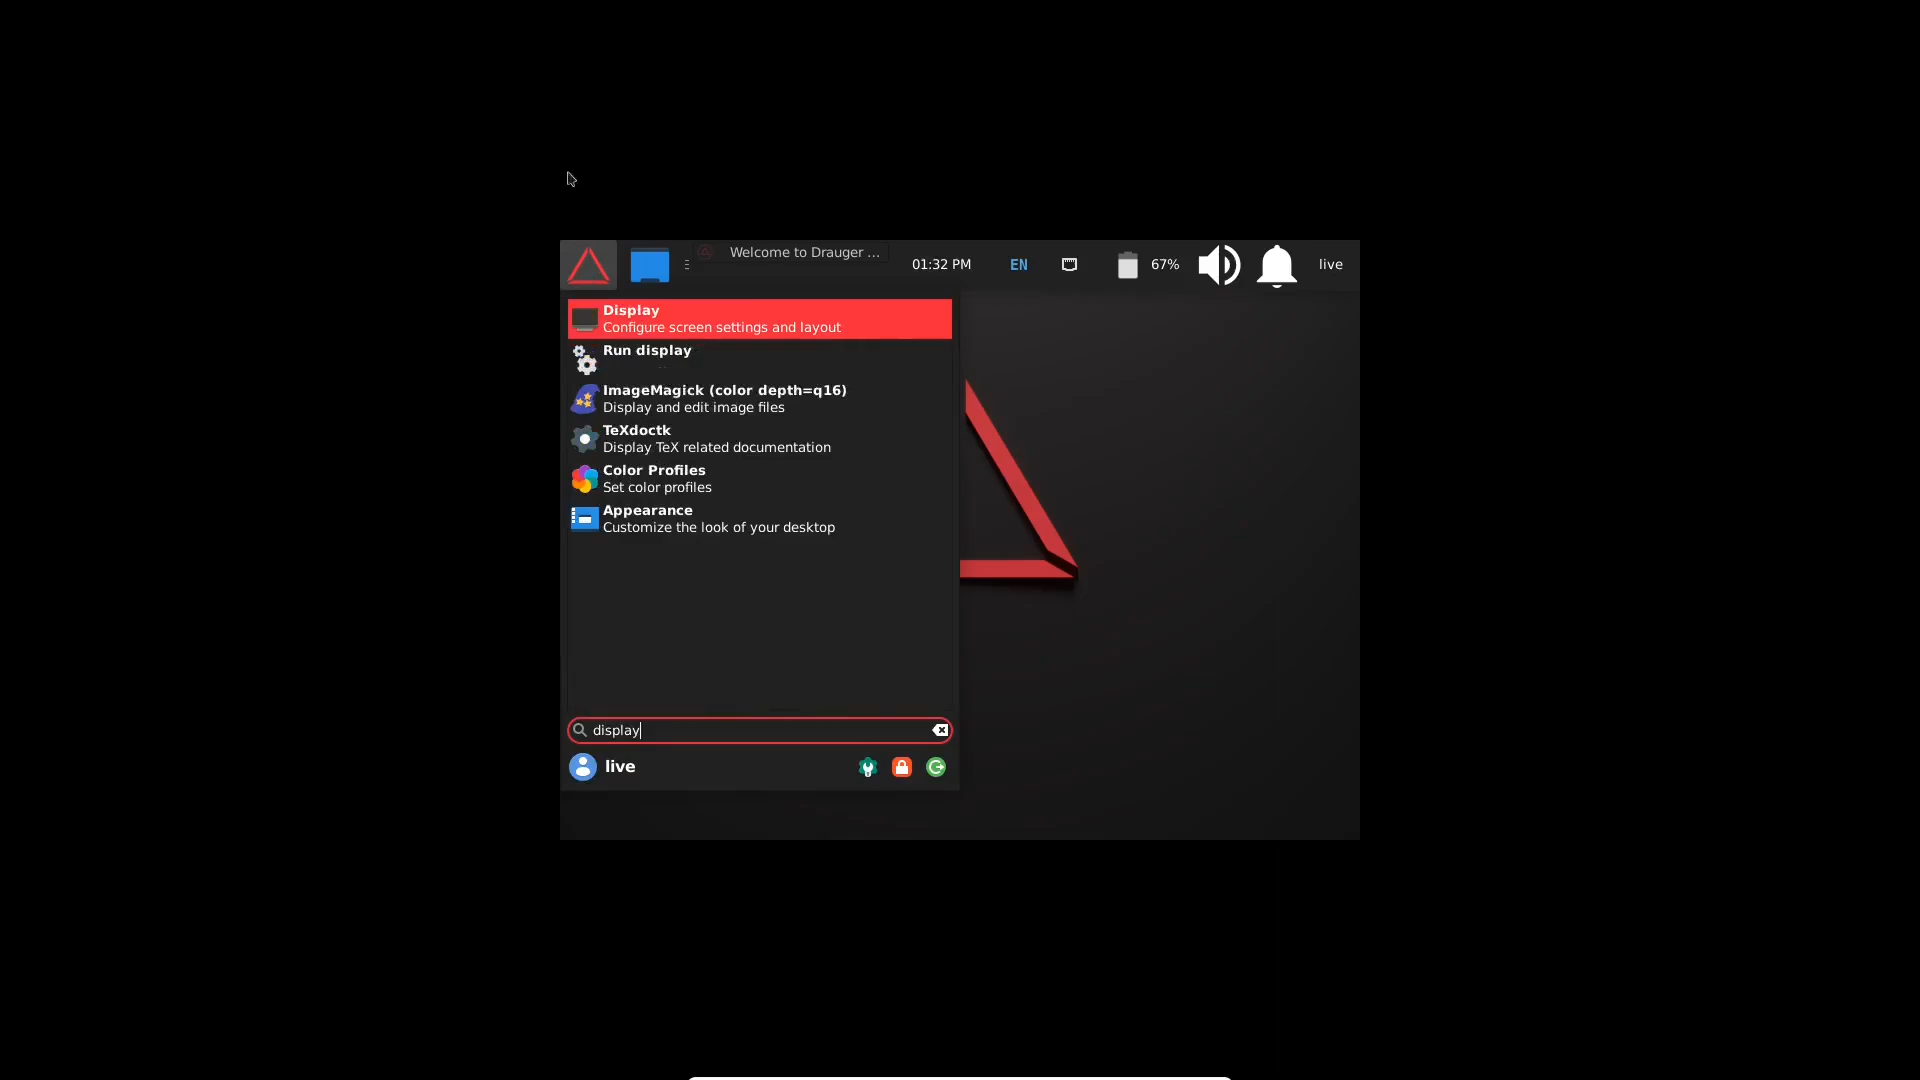 Welcome to Drauger ...
01:32 PM
EN
67%
live
Display
Configure screen settings and layout
Run display
ImageMagick (color depth=q16)
Display and edit image files
TeXdoctk
Display TeX related documentation
Color Profiles
Set color profiles
Appearance
Customize the look of your desktop
display
live